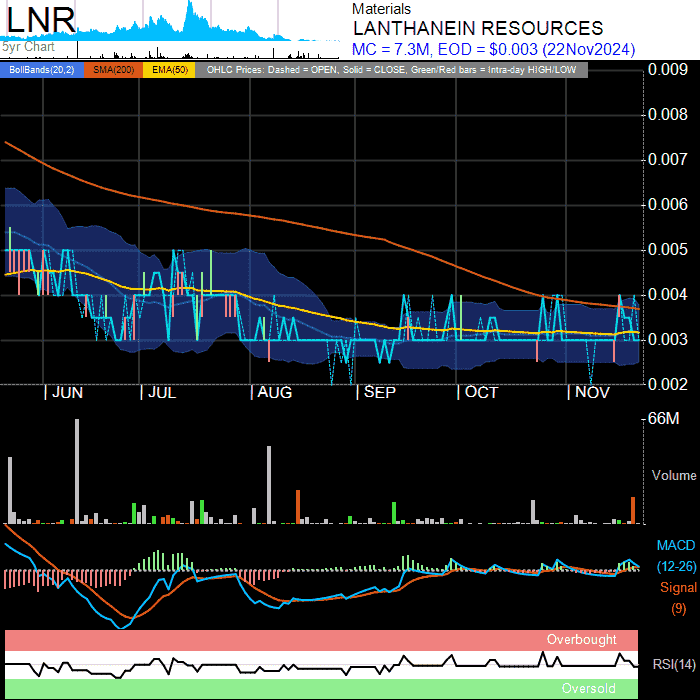 LNR
5yr Chart
Materials
LANTHANEIN RESOURCES
MC = 7.3M, EOD = $0.003 (22Nov2024)
BollBands(20,2) SMA(200) EMA(50) OHLC Prices: Dashed = OPEN, Solid = CLOSE, Green/Red bars = Intra-day HIGH/LOW
0.009
0.008
0.007
0.006
0.005
0.004
0.003
0.002
JUN JUL AUG SEP OCT NOV
66M
Volume
MACD
(12-26)
Signal
(9)
Overbought
RSI(14)
Oversold